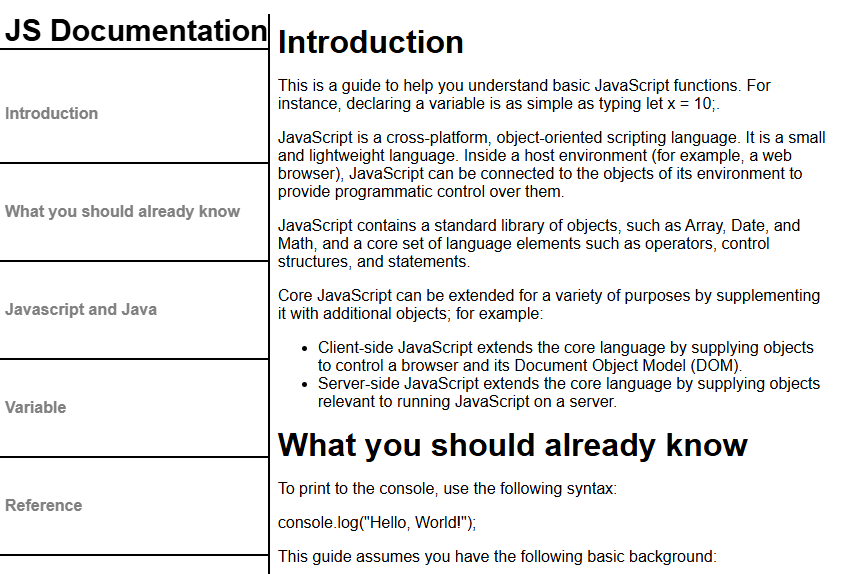 JS Documentation
Introduction
What you should already know
Javascript and Java
Variable
Reference
Introduction
This is a guide to help you understand basic JavaScript functions. For
instance, declaring a variable is as simple as typing let x = 10;.
JavaScript is a cross-platform, object-oriented scripting language. It is a small
and lightweight language. Inside a host environment (for example, a web
browser), JavaScript can be connected to the objects of its environment to
provide programmatic control over them.
JavaScript contains a standard library of objects, such as Array, Date, and
Math, and a core set of language elements such as operators, control
structures, and statements.
Core JavaScript can be extended for a variety of purposes by supplementing
it with additional objects; for example:
• Client-side JavaScript extends the core language by supplying objects
to control a browser and its Document Object Model (DOM).
• Server-side JavaScript extends the core language by supplying objects
relevant to running JavaScript on a server.
What you should already know
To print to the console, use the following syntax:
console.log("Hello, World!");
This guide assumes you have the following basic background: